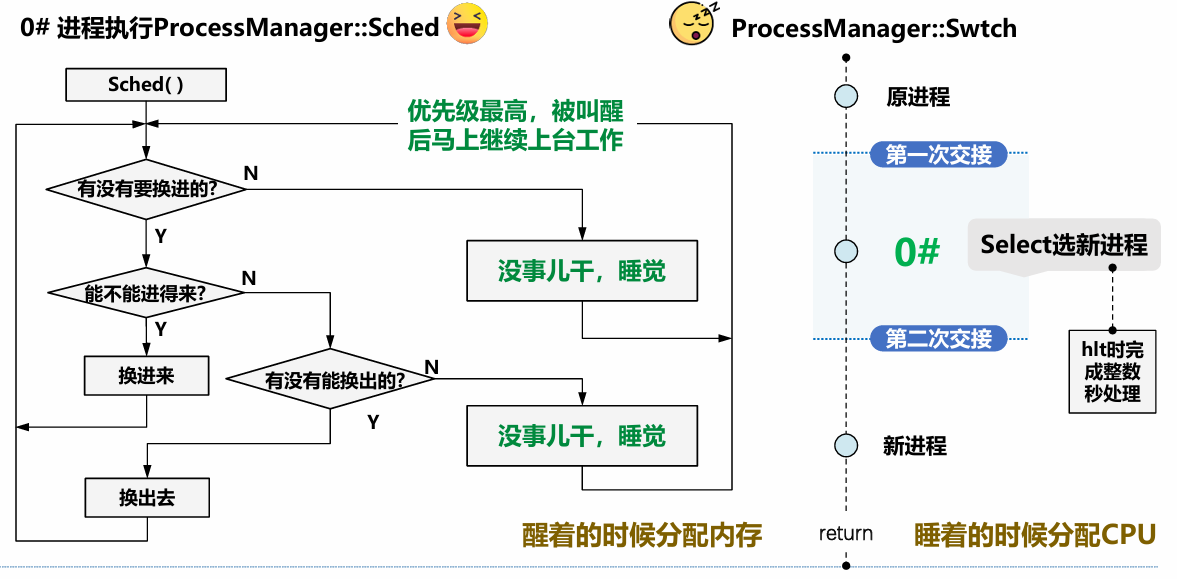 0# 进程执行ProcessManager::Sched
ProcessManager::Swtch
Sched( )
优先级最高，被叫醒
后马上继续上台工作
有没有要换进的?
N
Y
没事儿干，睡觉
能不能进得来?
N
Y
换进来
有没有能换出的?
N
Y
没事儿干，睡觉
换出去
醒着的时候分配内存
原进程
第一次交接
0#
Select选新进程
第二次交接
hlt时完
成整数
秒处理
新进程
return
睡着的时候分配CPU